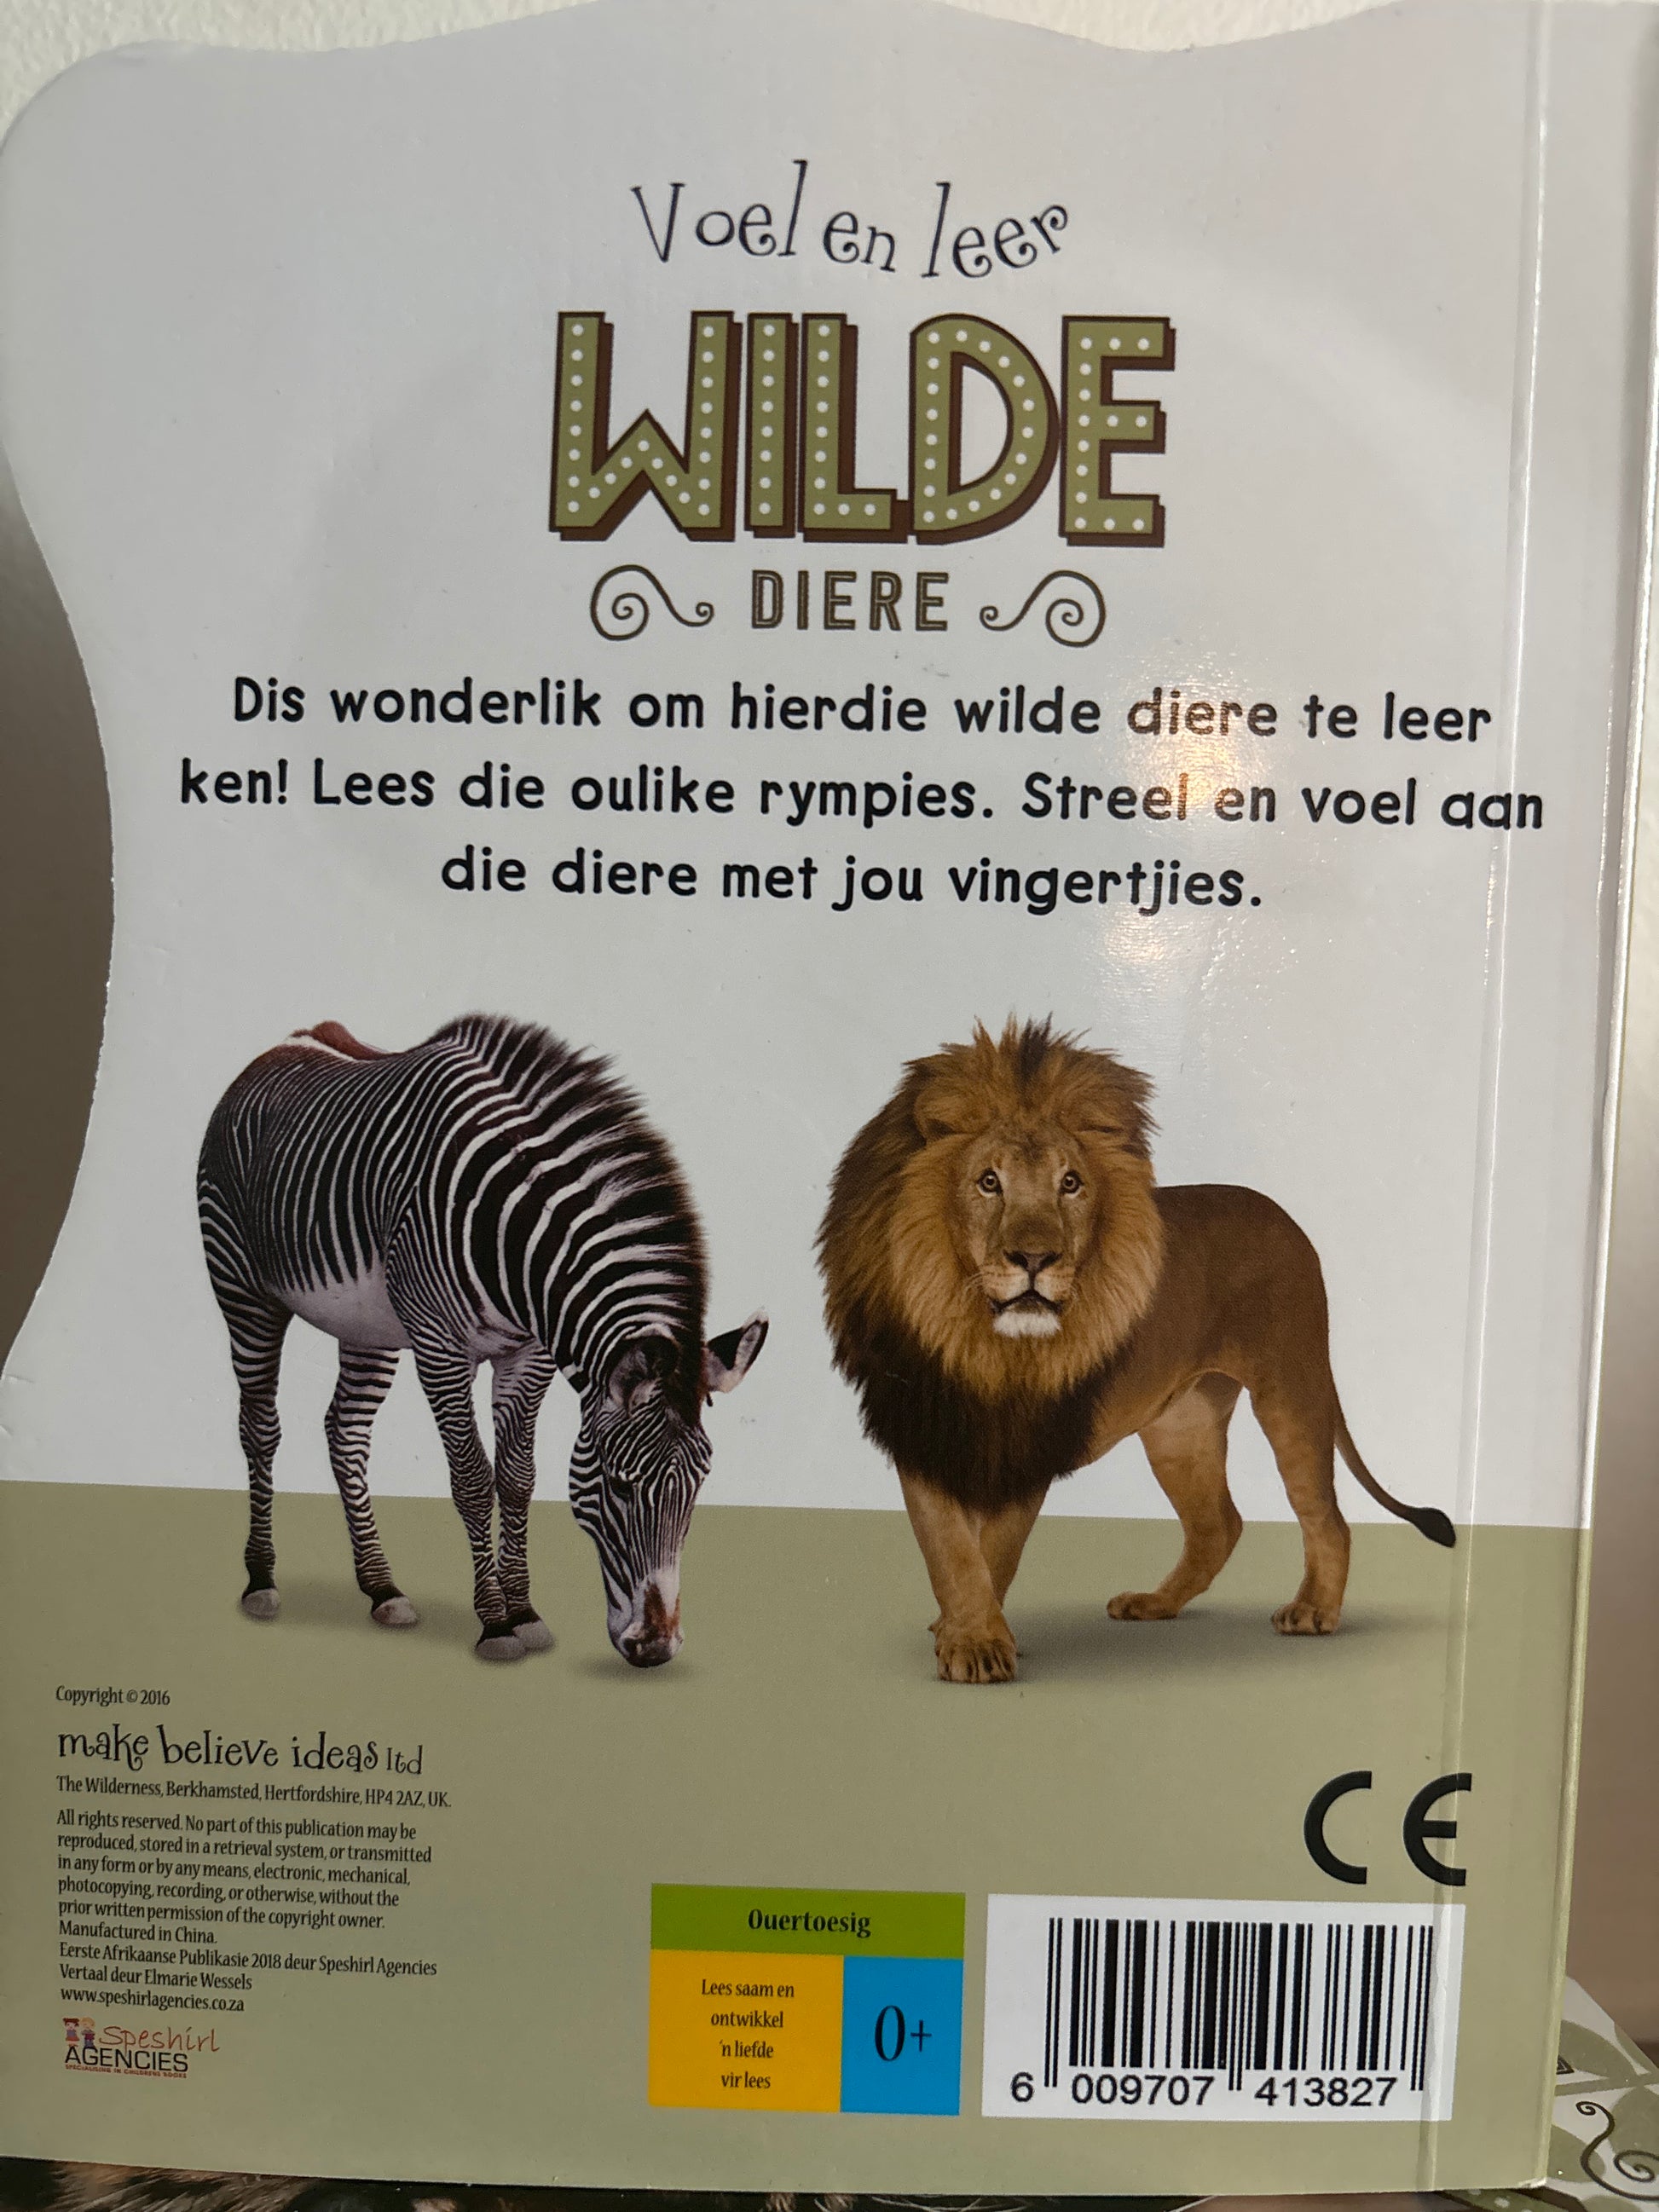 Voel en leer
WILDE
DIERE
Dis wonderlik om hierdie wilde diere te leer
ken! Lees die oulike rympies. Streel en voel aan
die diere met jou vingertjies.
Copyright © 2016
make believe ideas ltd
The Wilderness, Berkhamsted, Hertfordshire, HP4 2AZ, UK.
All rights reserved. No part of this publication may be
reproduced, stored in a retrieval system, or transmitted
in any form or by any means, electronic, mechanical,
photocopying, recording, or otherwise, without the
prior written permission of the copyright owner.
Manufactured in China.
Eerste Afrikaanse Publikasie 2018 deur Speshirl Agencies
Vertaal deur Elmarie Wessels
www.speshirlagencies.co.za
Speshirl
AGENCIES
SPECIALISING IN CHILDRENS BOOKS
CE
Ouertoesig
Lees saam en
ontwikkel
'n liefde
vir lees
0+
6 009707 413827